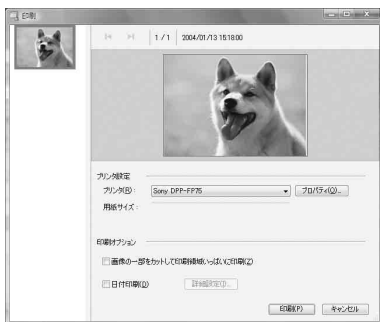 印刷
1 / 1 2004/01/13 15:18:00
プリンタ設定
プリンタ(R): Sony DPP-FP75 プロパティ(O)...
用紙サイズ:
印刷オプション
画像の一部をカットして印刷領域いっぱいに印刷(Z)
日付印刷(D) 詳細設定(I)...
印刷(P) キャンセル